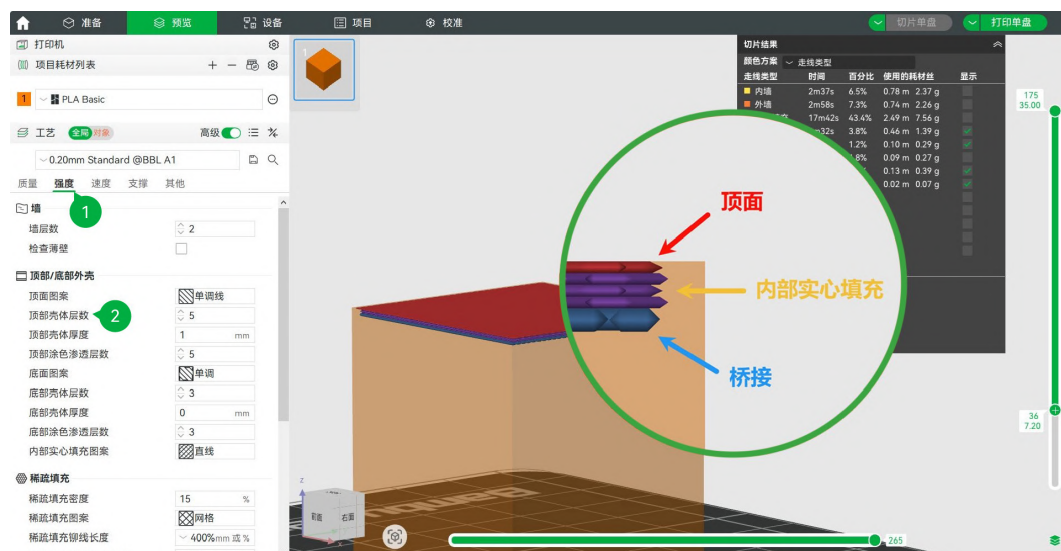 准备 预览 设备 项目 校准 切片单盘 打印单盘
打印机
项目耗材列表
1 PLA Basic
工艺 全局 对象 高级
0.20mm Standard @BBL A1
质量 强度 速度 支撑 其他
1
墙
墙层数 2
检查薄壁
顶部/底部外壳
顶面图案 单调线
顶部壳体层数 2 5
顶部壳体厚度 1 mm
顶部涂色渗透层数 5
底面图案 单调
底部壳体层数 3
底部壳体厚度 0 mm
底部涂色渗透层数 3
内部实心填充图案 直线
稀疏填充
稀疏填充密度 15 %
稀疏填充图案 网格
稀疏填充锚线长度 400% mm 或 %
1
切片结果
颜色方案 走线类型
走线类型 时间 百分比 使用的耗材丝 显示
内墙 2m37s 6.5% 0.78 m 2.37 g
外墙 2m58s 7.3% 0.74 m 2.26 g
17m42s 43.4% 2.49 m 7.56 g
m32s 3.8% 0.46 m 1.39 g
1.2% 0.10 m 0.29 g
.8% 0.09 m 0.27 g
0.13 m 0.39 g
0.02 m 0.07 g
顶面
内部实心填充
桥接
175
35.00
36
7.20
265
z
前面 右面
x